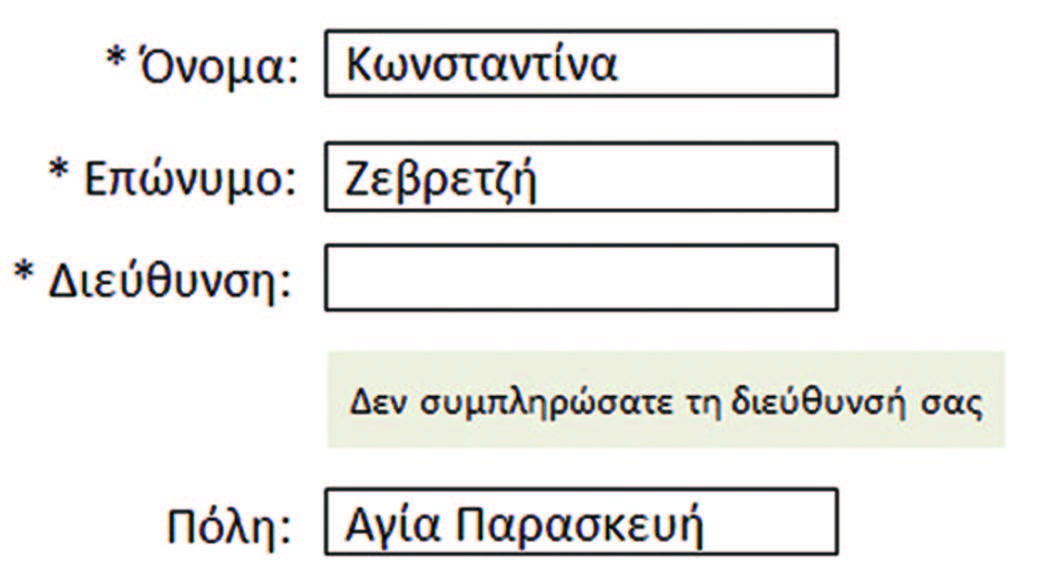 * Όνομα: Κωνσταντίνα
* Επώνυμο: Ζεβρετζή
* Διεύθυνση:
Δεν συμπληρώσατε τη διεύθυνσή σας
Πόλη: Αγία Παρασκευή